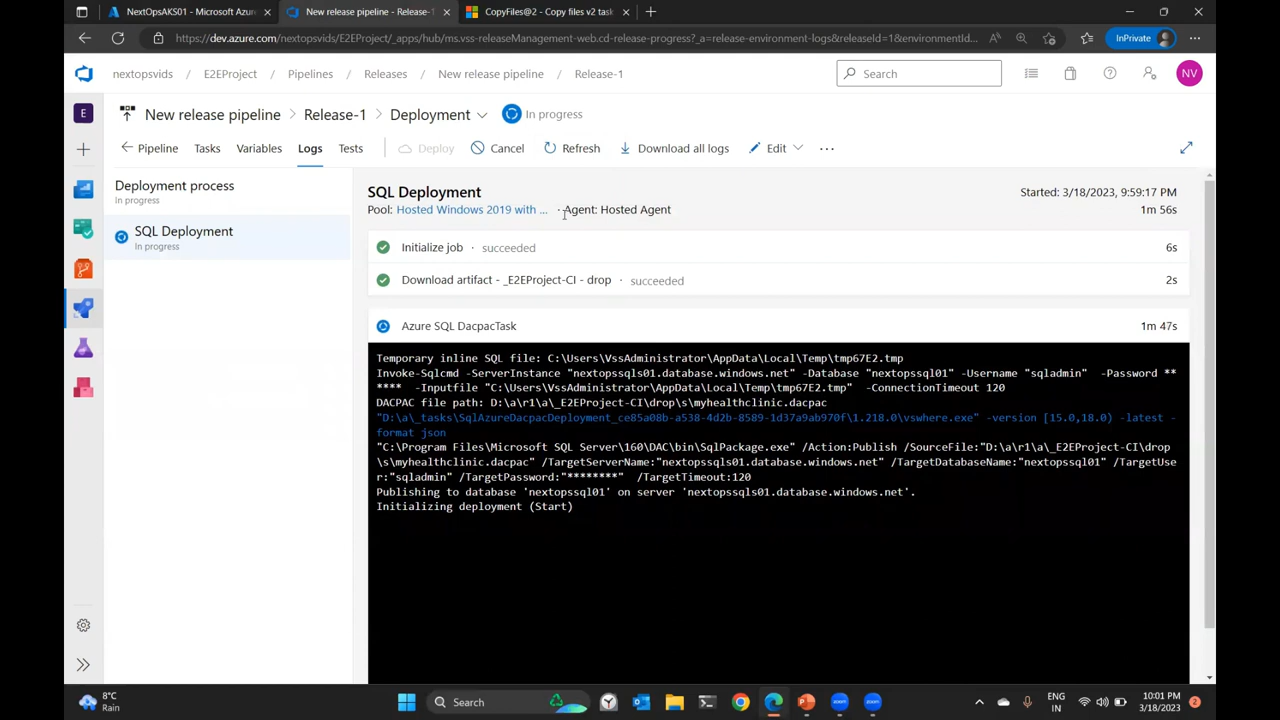 NextOpsAKS01 - Microsoft Azu
New release pipeline - Release-1
CopyFiles@2 - Copy files v2 task
https://dev.azure.com/nextopsvids/E2EProject/_apps/hub/ms.vss-releaseManagement-web.cd-release-progress?_a=release-environment-logs&releaseId=1&environmentId...
InPrivate
nextopsvids / E2EProject / Pipelines / Releases / New release pipeline / Release-1
Search
NV
E
New release pipeline > Release-1 > Deployment
In progress
Pipeline Tasks Variables Logs Tests Deploy Cancel Refresh Download all logs Edit ...
Deployment process
In progress
SQL Deployment
In progress
SQL Deployment
Started: 3/18/2023, 9:59:17 PM
Pool: Hosted Windows 2019 with ... · Agent: Hosted Agent
1m 56s
Initialize job · succeeded 6s
Download artifact - _E2EProject-CI - drop · succeeded 2s
Azure SQL DacpacTask 1m 47s
Temporary inline SQL file: C:\Users\VssAdministrator\AppData\Local\Temp\tmp67E2.tmp
Invoke-Sqlcmd -ServerInstance "nextopssqls01.database.windows.net" -Database "nextopssql01" -Username "sqladmin" -Password **
**** -Inputfile "C:\Users\VssAdministrator\AppData\Local\Temp\tmp67E2.tmp" -ConnectionTimeout 120
DACPAC file path: D:\a\r1\a\_E2EProject-CI\drop\s\myhealthclinic.dacpac
"D:\a\_tasks\SqlAzureDacpacDeployment_ce85a08b-a538-4d2b-8589-1d37a9ab970f\1.218.0\vswhere.exe" -version [15.0,18.0) -latest -
format json
"C:\Program Files\Microsoft SQL Server\160\DAC\bin\SqlPackage.exe" /Action:Publish /SourceFile:"D:\a\r1\a\_E2EProject-CI\drop
\s\myhealthclinic.dacpac" /TargetServerName:"nextopssqls01.database.windows.net" /TargetDatabaseName:"nextopssql01" /TargetUse
r:"sqladmin" /TargetPassword:"********" /TargetTimeout:120
Publishing to database 'nextopssql01' on server 'nextopssqls01.database.windows.net'.
Initializing deployment (Start)
8°C
Rain
Search
ENG
IN
10:01 PM
3/18/2023
2